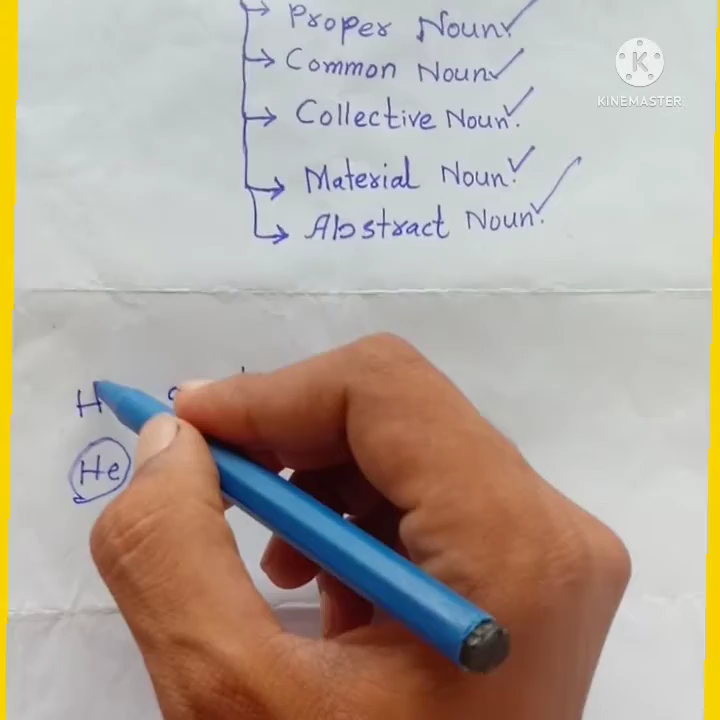 Proper Noun.
Common Noun
Collective Noun.
Material Noun.
Abstract Noun.
K
KINEMASTER
He